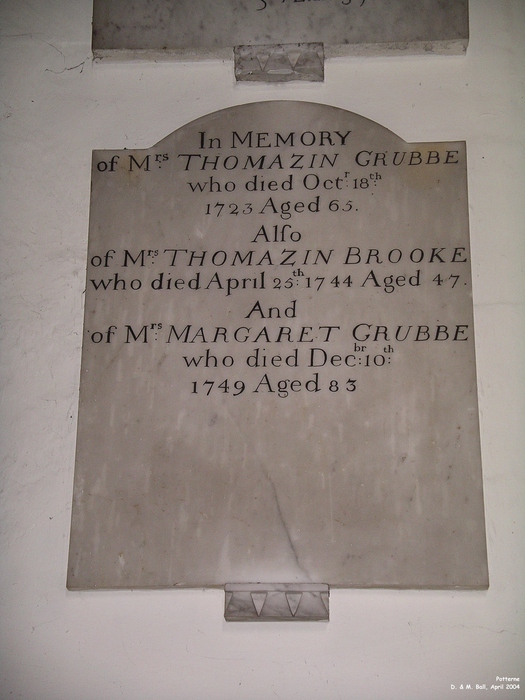 In MEMORY
of Mrs: THOMAZIN GRUBBE
who died Octr: 18th:
1723 Aged 65.
Alſo
of Mrs: THOMAZIN BROOKE
who died April 25th: 1744 Aged 47.
And
of Mrs: MARGARET GRUBBE
who died Decbr: 10th:
1749 Aged 83
Potterne
D. & M. Ball, April 2004